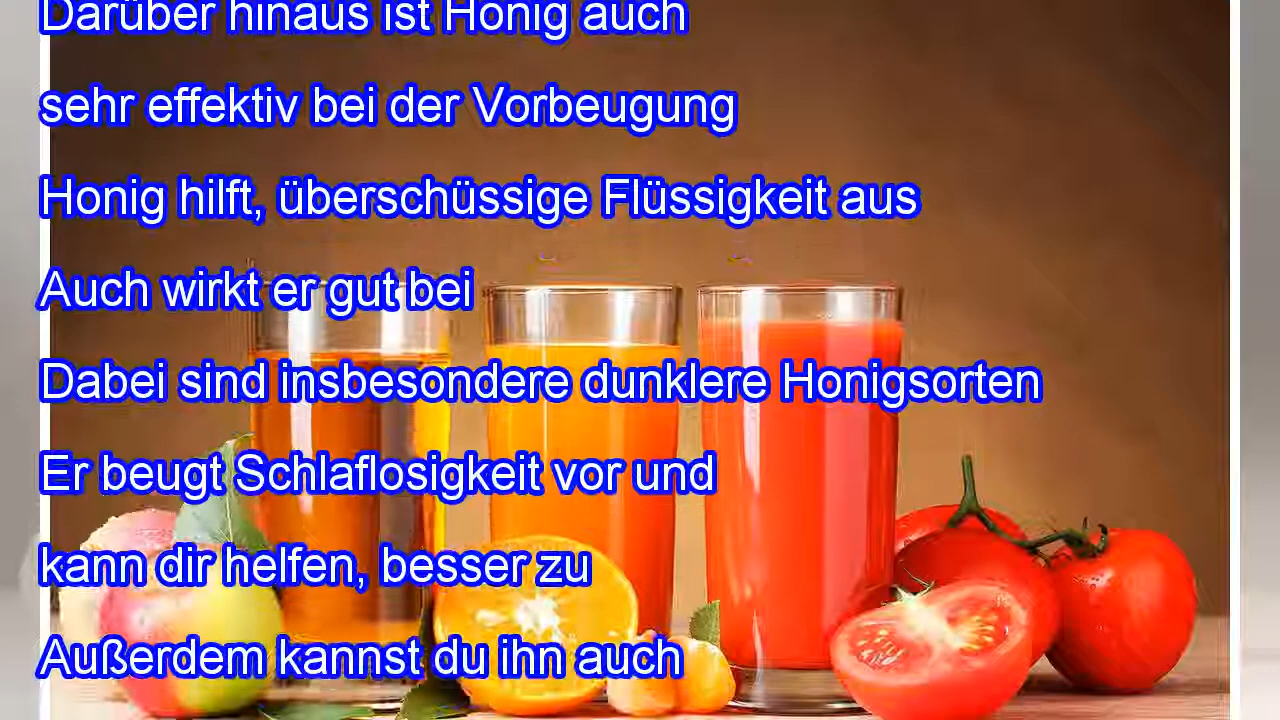 Darüber hinaus ist Honig auch
sehr effektiv bei der Vorbeugung
Honig hilft, überschüssige Flüssigkeit aus
Auch wirkt er gut bei
Dabei sind insbesondere dunklere Honigsorten
Er beugt Schlaflosigkeit vor und
kann dir helfen, besser zu
Außerdem kannst du ihn auch